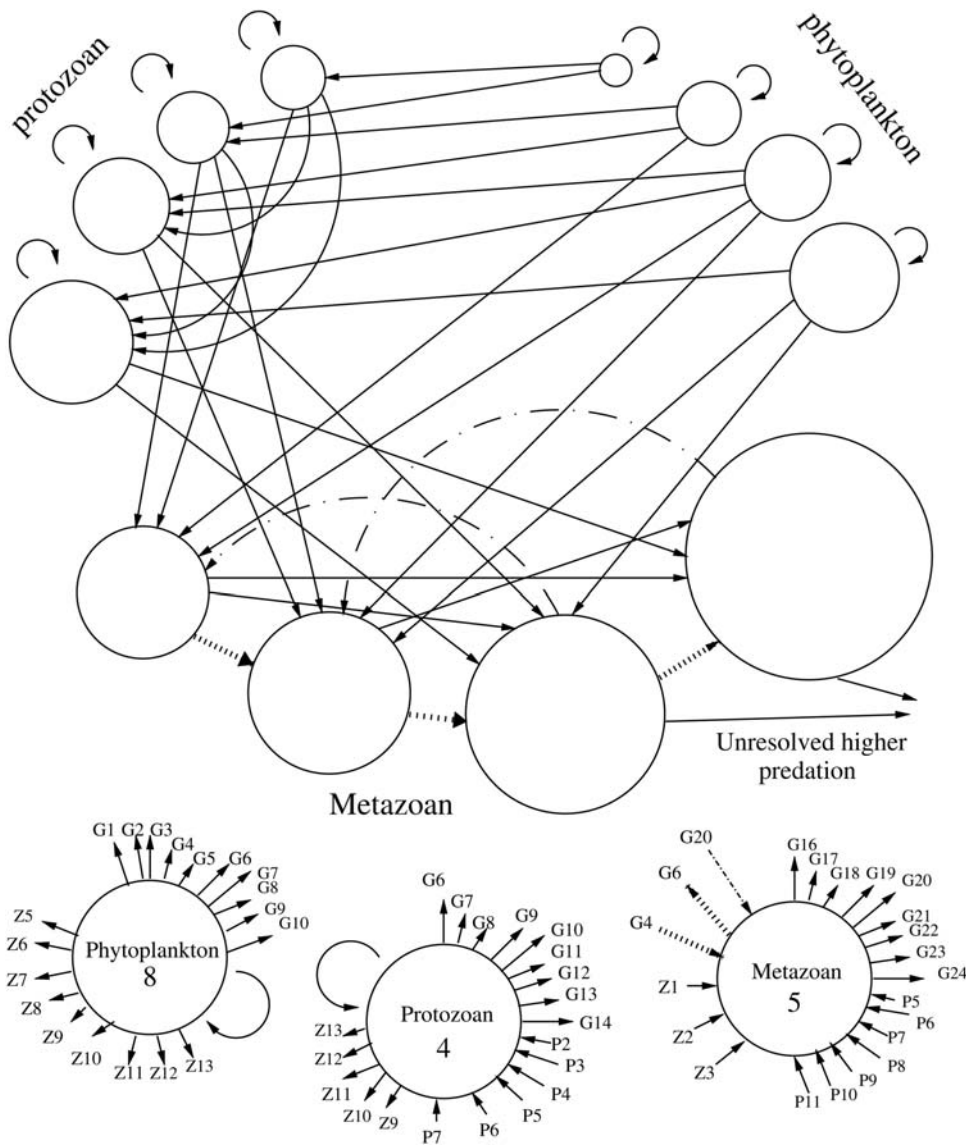 protozoan
phytoplankton
Unresolved higher
predation
Metazoan
G1
G2
G3
G4
G5
G6
G7
G8
G9
G10
Z5
Z6
Z7
Z8
Z9
Z10
Z11
Z12
Z13
Phytoplankton
8
G6
G7
G8
G9
G10
G11
G12
G13
G14
P2
P3
P4
P5
P6
P7
Z9
Z10
Z11
Z12
Z13
Protozoan
4
G20
G6
G4
Z1
Z2
Z3
G16
G17
G18
G19
G20
G21
G22
G23
G24
P5
P6
P7
P8
P9
P10
P11
Metazoan
5